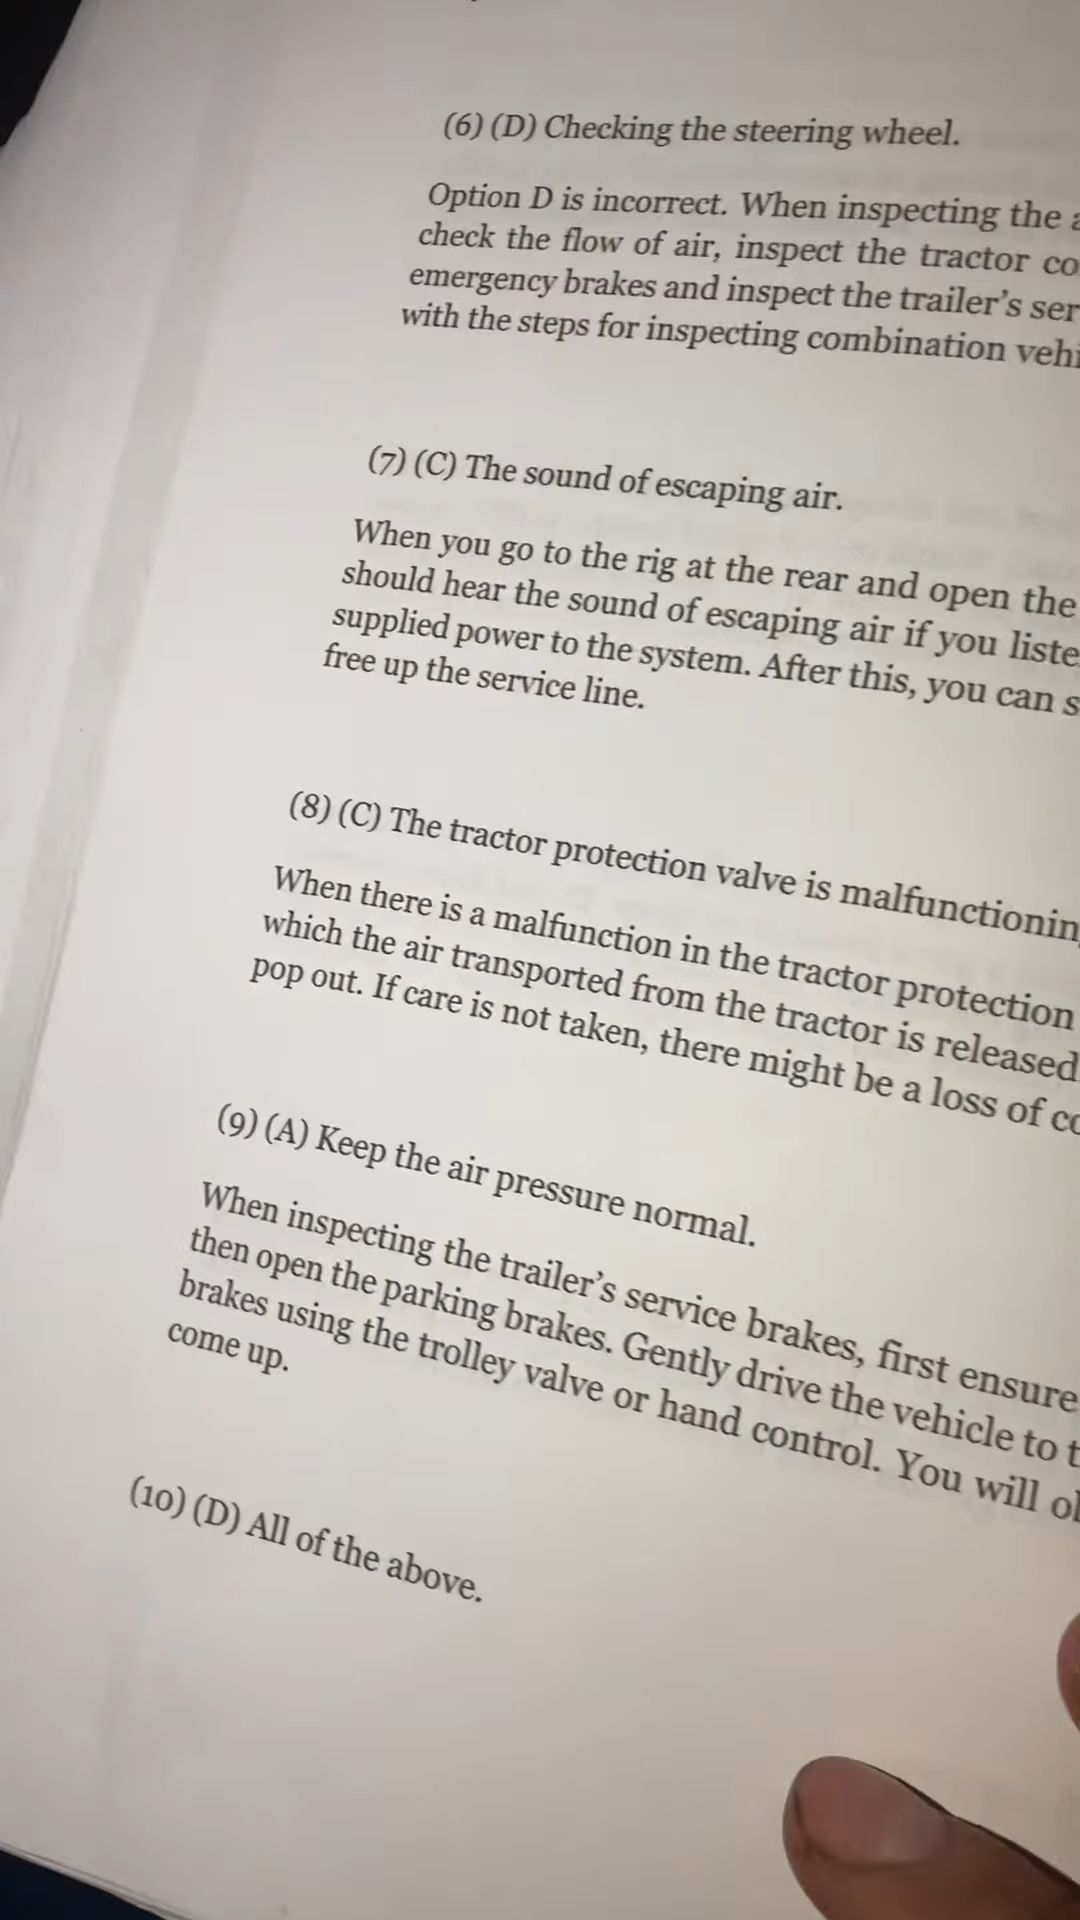 (6) (D) Checking the steering wheel.
Option D is incorrect. When inspecting the
check the flow of air, inspect the tractor co
emergency brakes and inspect the trailer's ser
with the steps for inspecting combination vehi
(7) (C) The sound of escaping air.
When you go to the rig at the rear and open the
should hear the sound of escaping air if you liste
supplied power to the system. After this, you can s
free up the service line.
(8) (C) The tractor protection valve is malfunctionin
When there is a malfunction in the tractor protection
which the air transported from the tractor is released
pop out. If care is not taken, there might be a loss of co
(9) (A) Keep the air pressure normal.
When inspecting the trailer's service brakes, first ensure
then open the parking brakes. Gently drive the vehicle to t
brakes using the trolley valve or hand control. You will
come up.
(10) (D) All of the above.